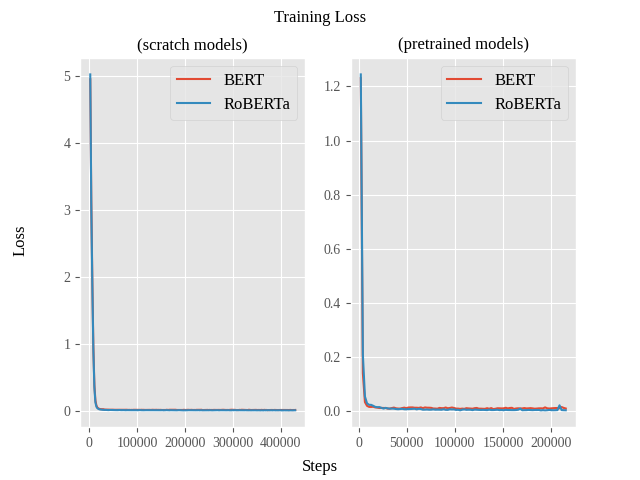 Training Loss
(scratch models)
(pretrained models)
BERT
RoBERTa
BERT
RoBERTa
5
4
3
2
1
0
1.2
1.0
0.8
0.6
0.4
0.2
0.0
Loss
0 100000 200000 300000 400000
0 50000 100000 150000 200000
Steps